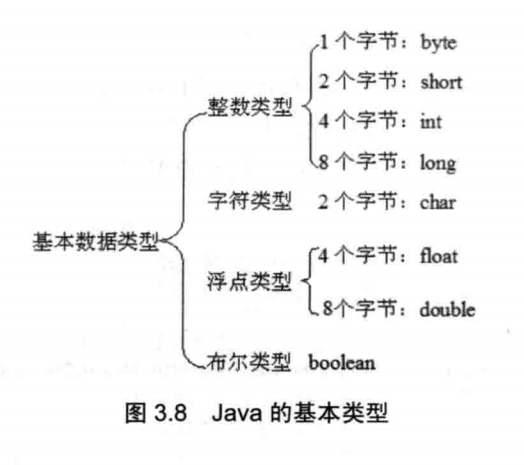 1 个字节：byte
2 个字节：short
整数类型
4 个字节：int
8 个字节：long
字符类型 2 个字节：char
基本数据类型
4 个字节：float
浮点类型
8个字节：double
布尔类型 boolean
图 3.8 Java 的基本类型